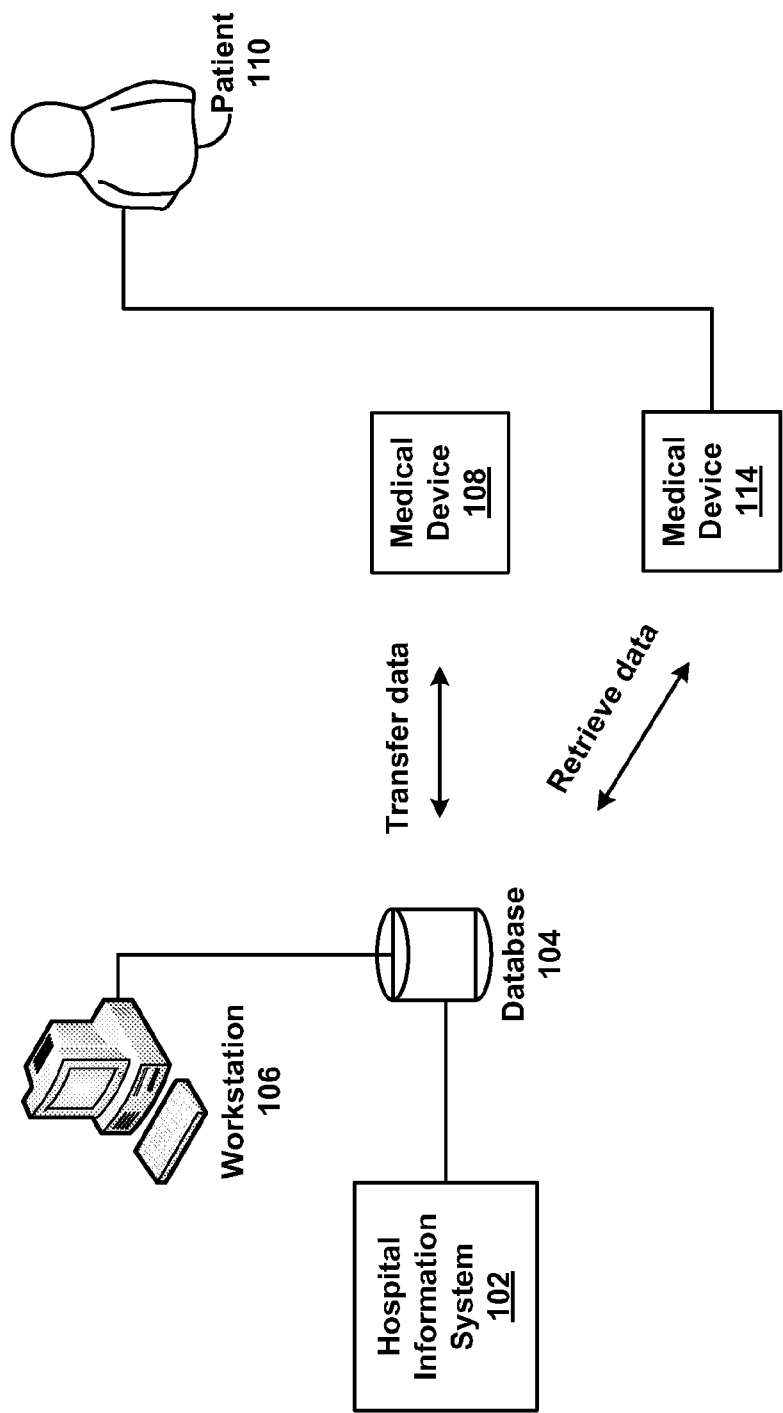 Workstation
106
Patient
110
Transfer data
Medical
Device
108
Hospital
Information
System
102
Database
104
Retrieve data
Medical
Device
114